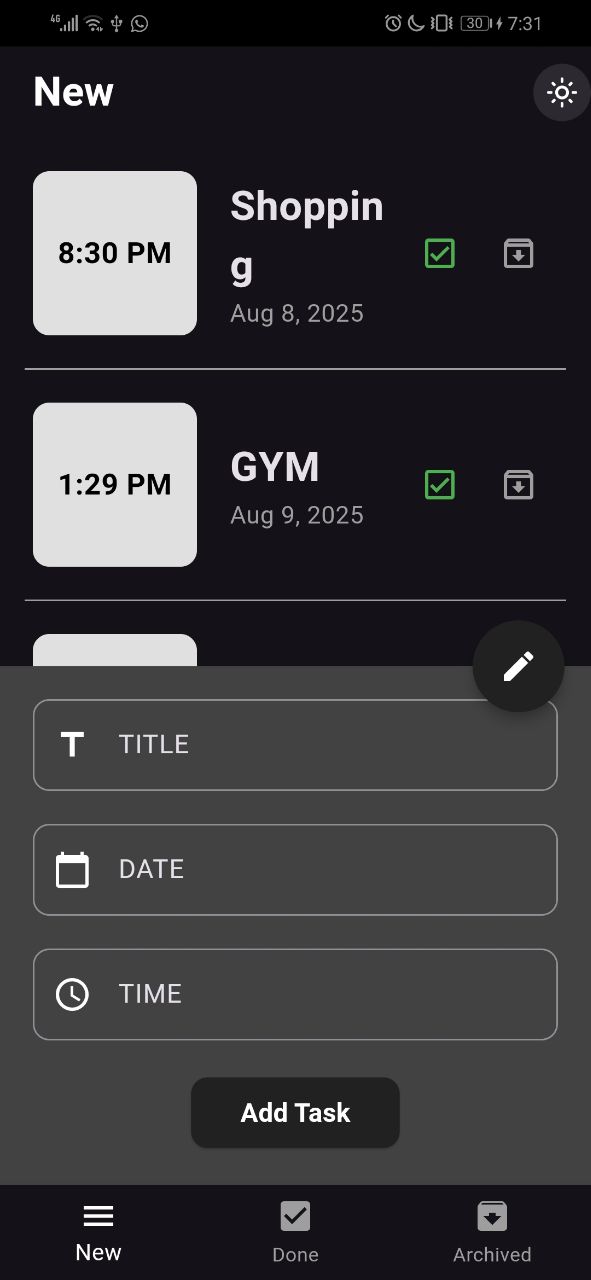 4G 30 7:31
New
8:30 PM
Shoppin
g
Aug 8, 2025
1:29 PM
GYM
Aug 9, 2025
TITLE
DATE
TIME
Add Task
New Done Archived